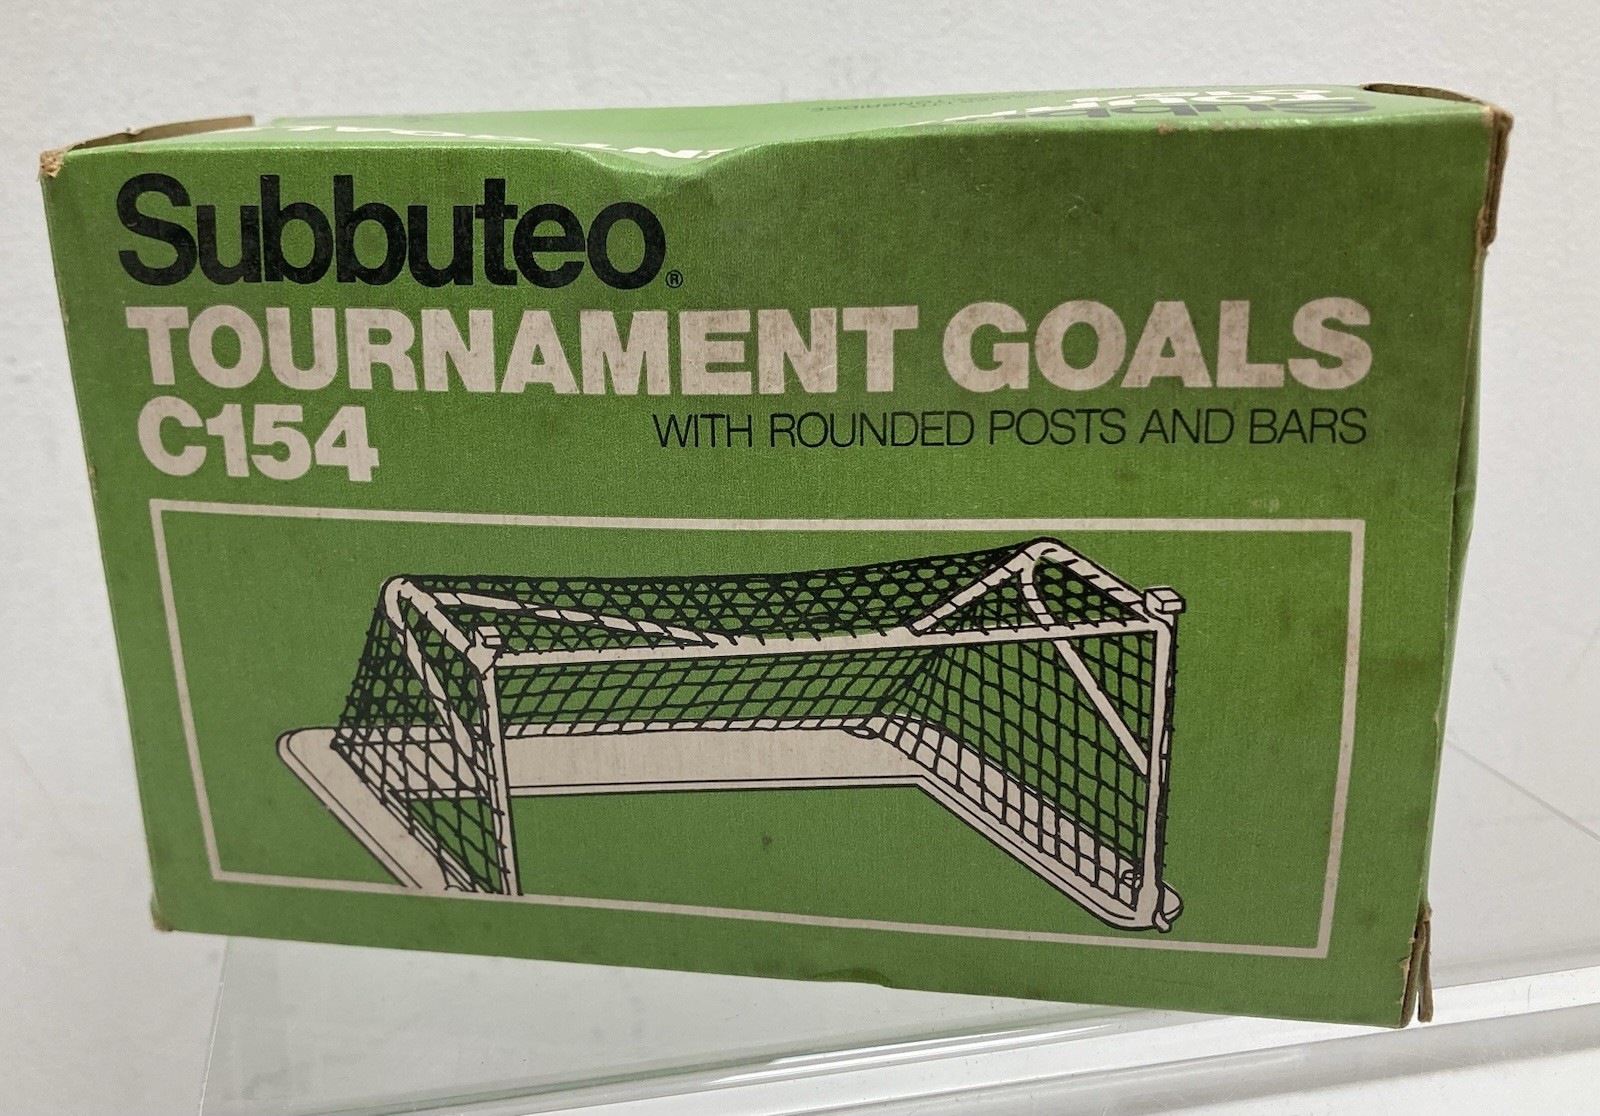 Subbuteo®
TOURNAMENT GOALS
C154
WITH ROUNDED POSTS AND BARS